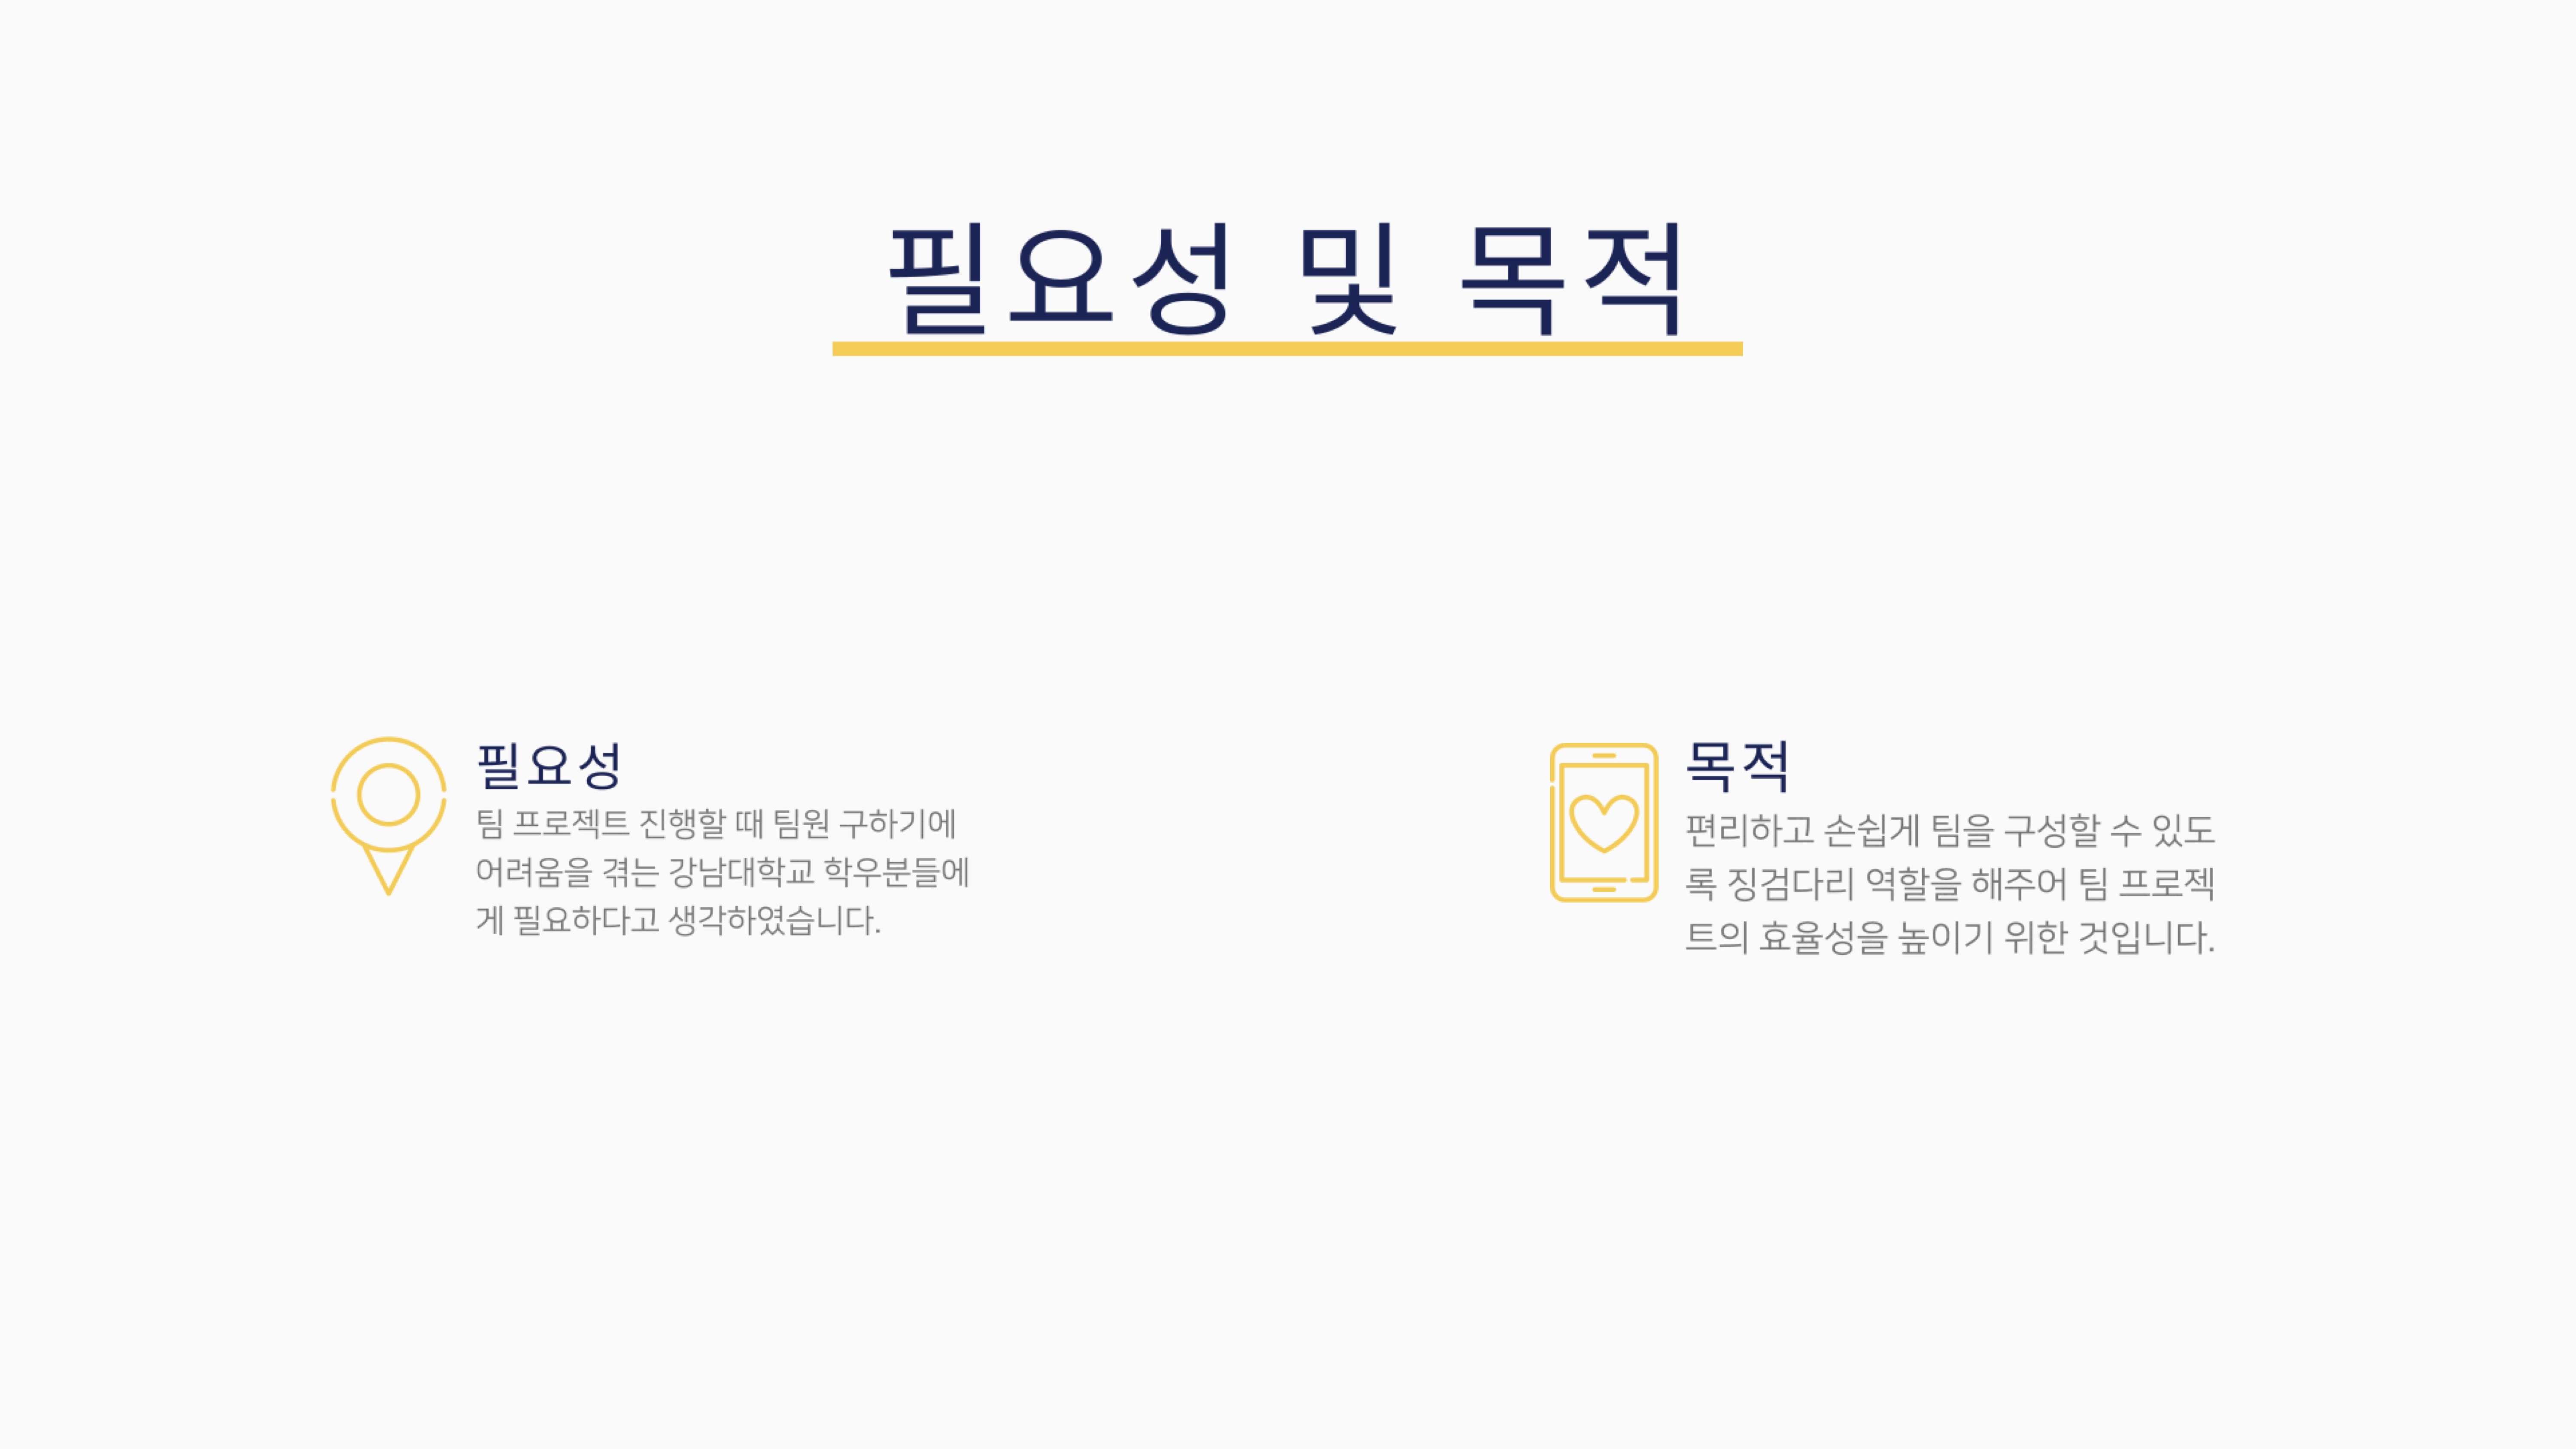 필요성 및 목적
필요성
팀 프로젝트 진행할 때 팀원 구하기에
어려움을 겪는 강남대학교 학우분들에
게 필요하다고 생각하였습니다.
목적
편리하고 손쉽게 팀을 구성할 수 있도
록 징검다리 역할을 해주어 팀 프로젝
트의 효율성을 높이기 위한 것입니다.